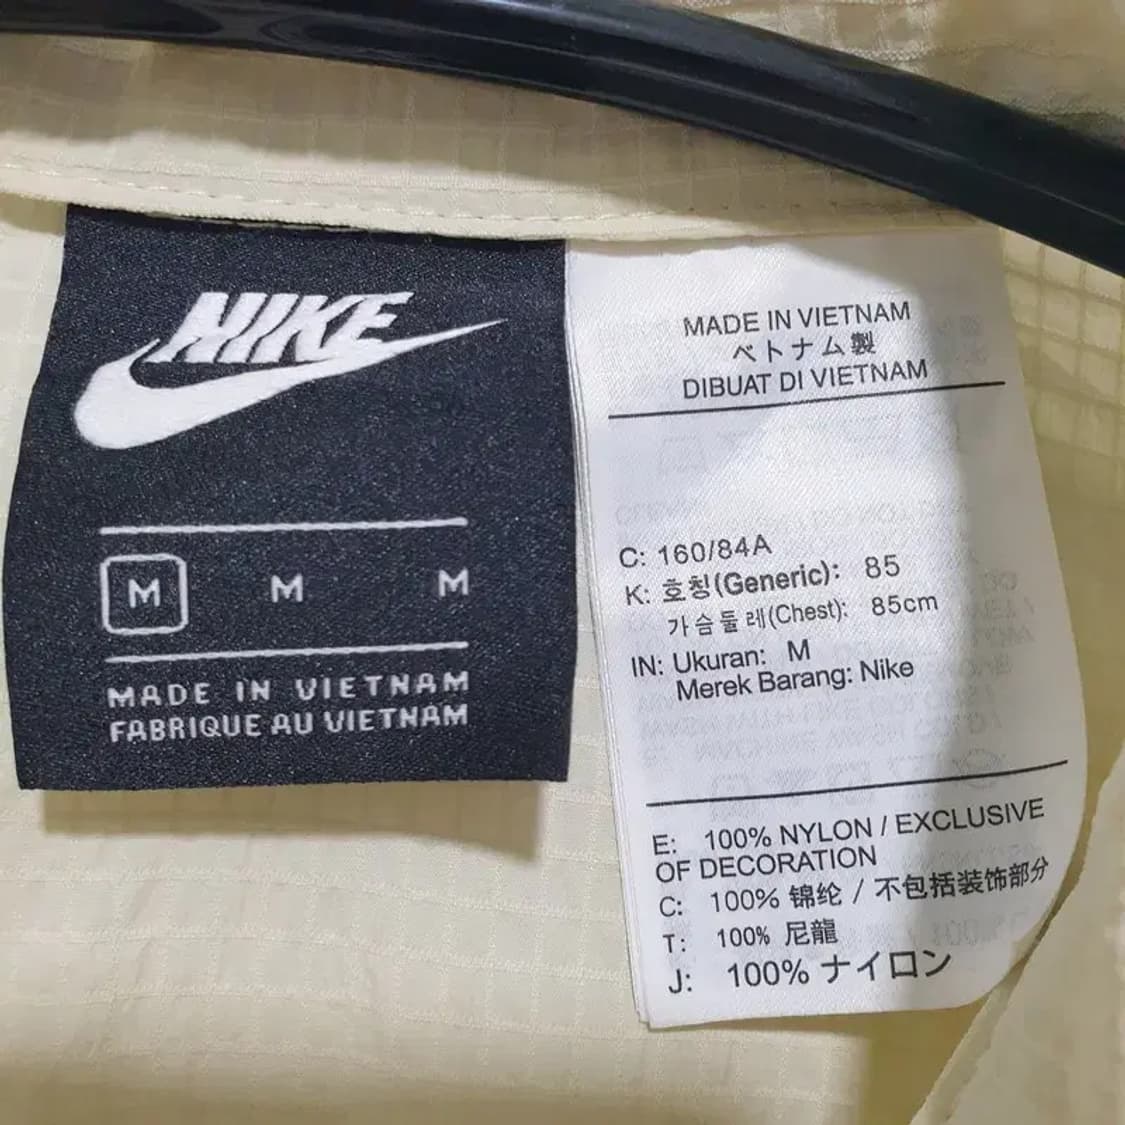 NIKE
M M M
MADE IN VIETNAM
FABRIQUE AU VIETNAM
MADE IN VIETNAM
ベトナム製
DIBUAT DI VIETNAM
C: 160/84A
K: 호칭(Generic): 85
가슴둘레(Chest): 85cm
IN: Ukuran: M
Merek Barang: Nike
E: 100% NYLON / EXCLUSIVE
OF DECORATION
C: 100% 锦纶 / 不包括装饰部分
T: 100% 尼龍
J: 100% ナイロン